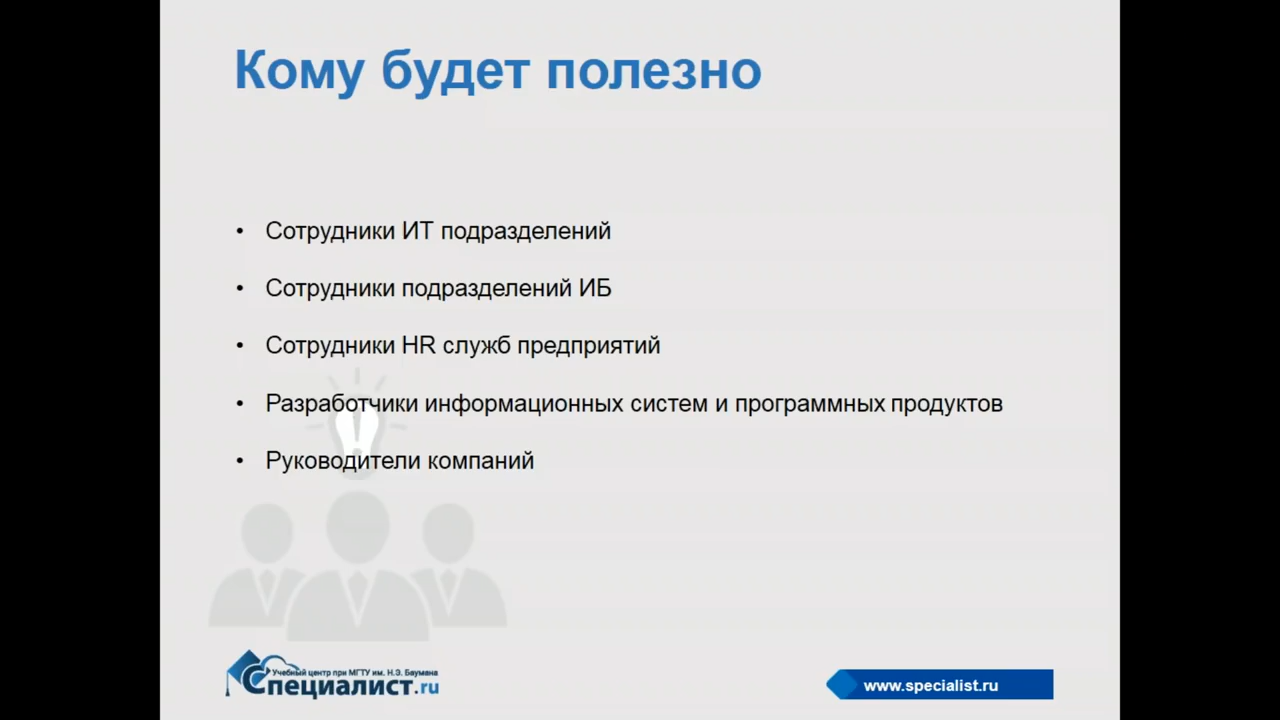 Кому будет полезно
• Сотрудники ИТ подразделений
• Сотрудники подразделений ИБ
• Сотрудники HR служб предприятий
• Разработчики информационных систем и программных продуктов
• Руководители компаний
Учебный центр при МГТУ им. Н.Э. Баумана
Специалист.ru
www.specialist.ru